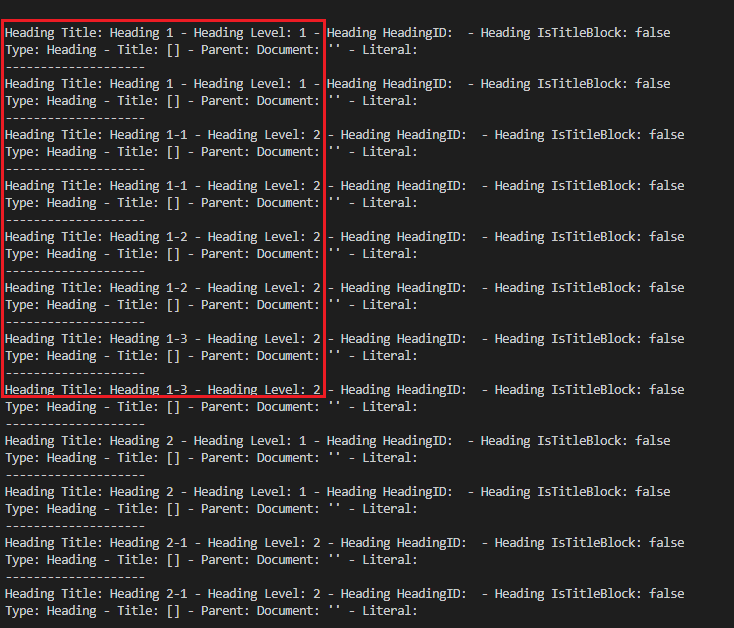 Heading Title: Heading 1 - Heading Level: 1 - Heading HeadingID:  - Heading IsTitleBlock: false
Type: Heading - Title: [] - Parent: Document: '' - Literal:
--------------------
Heading Title: Heading 1 - Heading Level: 1 - Heading HeadingID:  - Heading IsTitleBlock: false
Type: Heading - Title: [] - Parent: Document: '' - Literal:
--------------------
Heading Title: Heading 1-1 - Heading Level: 2 - Heading HeadingID:  - Heading IsTitleBlock: false
Type: Heading - Title: [] - Parent: Document: '' - Literal:
--------------------
Heading Title: Heading 1-1 - Heading Level: 2 - Heading HeadingID:  - Heading IsTitleBlock: false
Type: Heading - Title: [] - Parent: Document: '' - Literal:
--------------------
Heading Title: Heading 1-2 - Heading Level: 2 - Heading HeadingID:  - Heading IsTitleBlock: false
Type: Heading - Title: [] - Parent: Document: '' - Literal:
--------------------
Heading Title: Heading 1-2 - Heading Level: 2 - Heading HeadingID:  - Heading IsTitleBlock: false
Type: Heading - Title: [] - Parent: Document: '' - Literal:
--------------------
Heading Title: Heading 1-3 - Heading Level: 2 - Heading HeadingID:  - Heading IsTitleBlock: false
Type: Heading - Title: [] - Parent: Document: '' - Literal:
--------------------
Heading Title: Heading 1-3 - Heading Level: 2 - Heading HeadingID:  - Heading IsTitleBlock: false
Type: Heading - Title: [] - Parent: Document: '' - Literal:
--------------------
Heading Title: Heading 2 - Heading Level: 1 - Heading HeadingID:  - Heading IsTitleBlock: false
Type: Heading - Title: [] - Parent: Document: '' - Literal:
--------------------
Heading Title: Heading 2 - Heading Level: 1 - Heading HeadingID:  - Heading IsTitleBlock: false
Type: Heading - Title: [] - Parent: Document: '' - Literal:
--------------------
Heading Title: Heading 2-1 - Heading Level: 2 - Heading HeadingID:  - Heading IsTitleBlock: false
Type: Heading - Title: [] - Parent: Document: '' - Literal:
--------------------
Heading Title: Heading 2-1 - Heading Level: 2 - Heading HeadingID:  - Heading IsTitleBlock: false
Type: Heading - Title: [] - Parent: Document: '' - Literal: